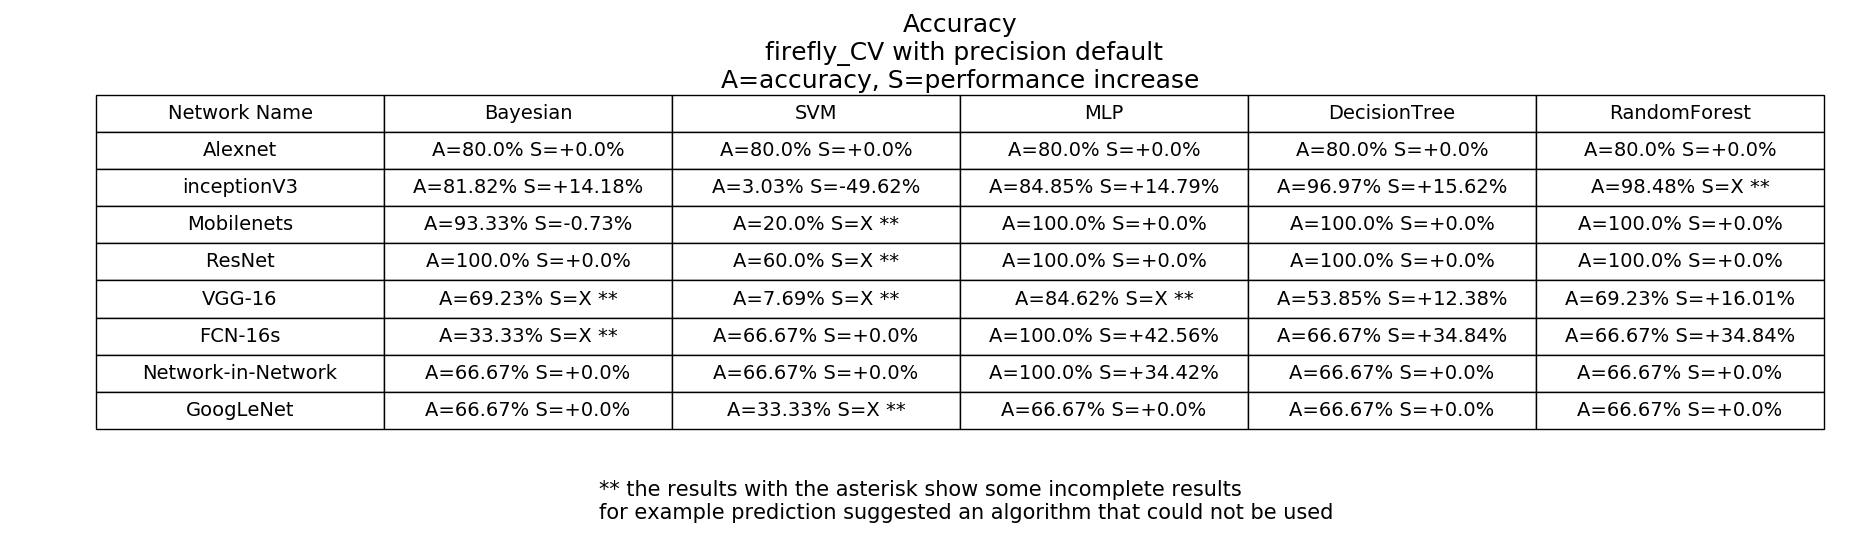 Accuracy
firefly_CV with precision default
A=accuracy, S=performance increase
Network Name Bayesian SVM MLP DecisionTree RandomForest
Alexnet A=80.0% S=+0.0% A=80.0% S=+0.0% A=80.0% S=+0.0% A=80.0% S=+0.0% A=80.0% S=+0.0%
inceptionV3 A=81.82% S=+14.18% A=3.03% S=-49.62% A=84.85% S=+14.79% A=96.97% S=+15.62% A=98.48% S=X **
Mobilenets A=93.33% S=-0.73% A=20.0% S=X ** A=100.0% S=+0.0% A=100.0% S=+0.0% A=100.0% S=+0.0%
ResNet A=100.0% S=+0.0% A=60.0% S=X ** A=100.0% S=+0.0% A=100.0% S=+0.0% A=100.0% S=+0.0%
VGG-16 A=69.23% S=X ** A=7.69% S=X ** A=84.62% S=X ** A=53.85% S=+12.38% A=69.23% S=+16.01%
FCN-16s A=33.33% S=X ** A=66.67% S=+0.0% A=100.0% S=+42.56% A=66.67% S=+34.84% A=66.67% S=+34.84%
Network-in-Network A=66.67% S=+0.0% A=66.67% S=+0.0% A=100.0% S=+34.42% A=66.67% S=+0.0% A=66.67% S=+0.0%
GoogLeNet A=66.67% S=+0.0% A=33.33% S=X ** A=66.67% S=+0.0% A=66.67% S=+0.0% A=66.67% S=+0.0%
** the results with the asterisk show some incomplete results
for example prediction suggested an algorithm that could not be used